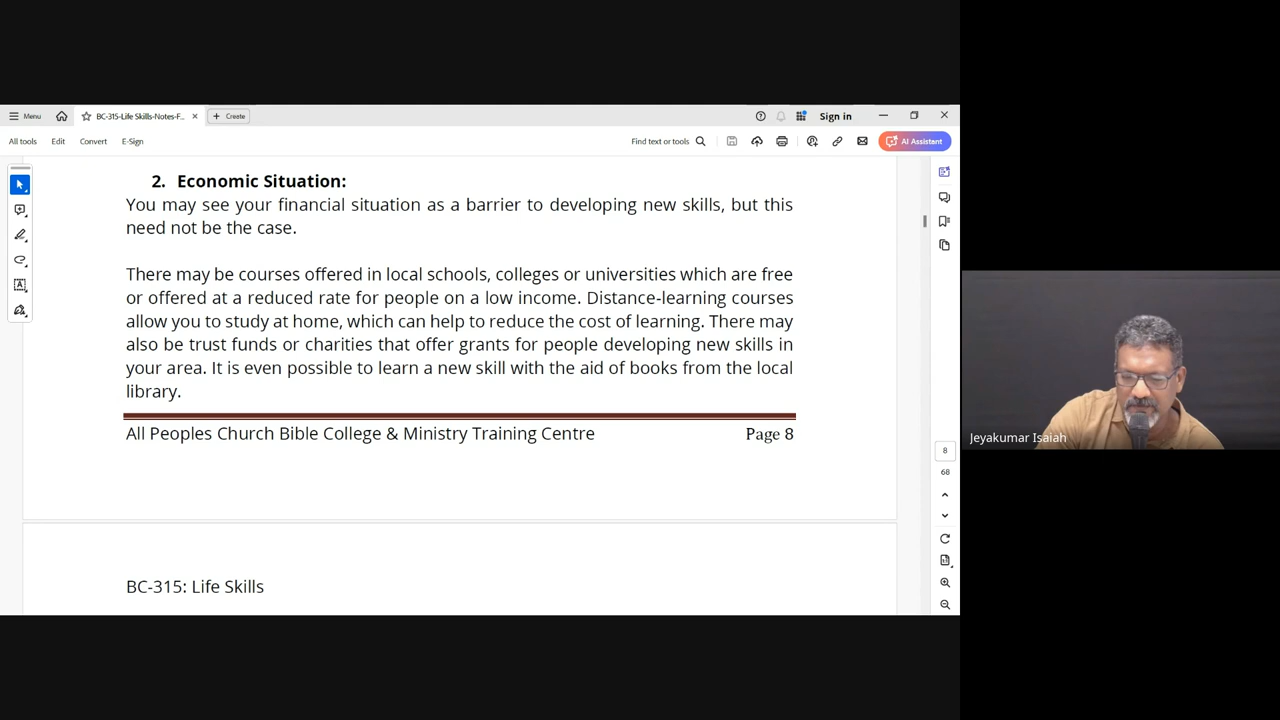 Menu
BC-315-Life Skills-Notes-F...
Create
Sign in
All tools
Edit
Convert
E-Sign
Find text or tools
AI Assistant
2. Economic Situation:
You may see your financial situation as a barrier to developing new skills, but this
need not be the case.
There may be courses offered in local schools, colleges or universities which are free
or offered at a reduced rate for people on a low income. Distance-learning courses
allow you to study at home, which can help to reduce the cost of learning. There may
also be trust funds or charities that offer grants for people developing new skills in
your area. It is even possible to learn a new skill with the aid of books from the local
library.
All Peoples Church Bible College & Ministry Training Centre Page 8
BC-315: Life Skills
8
68
Jeyakumar Isaiah